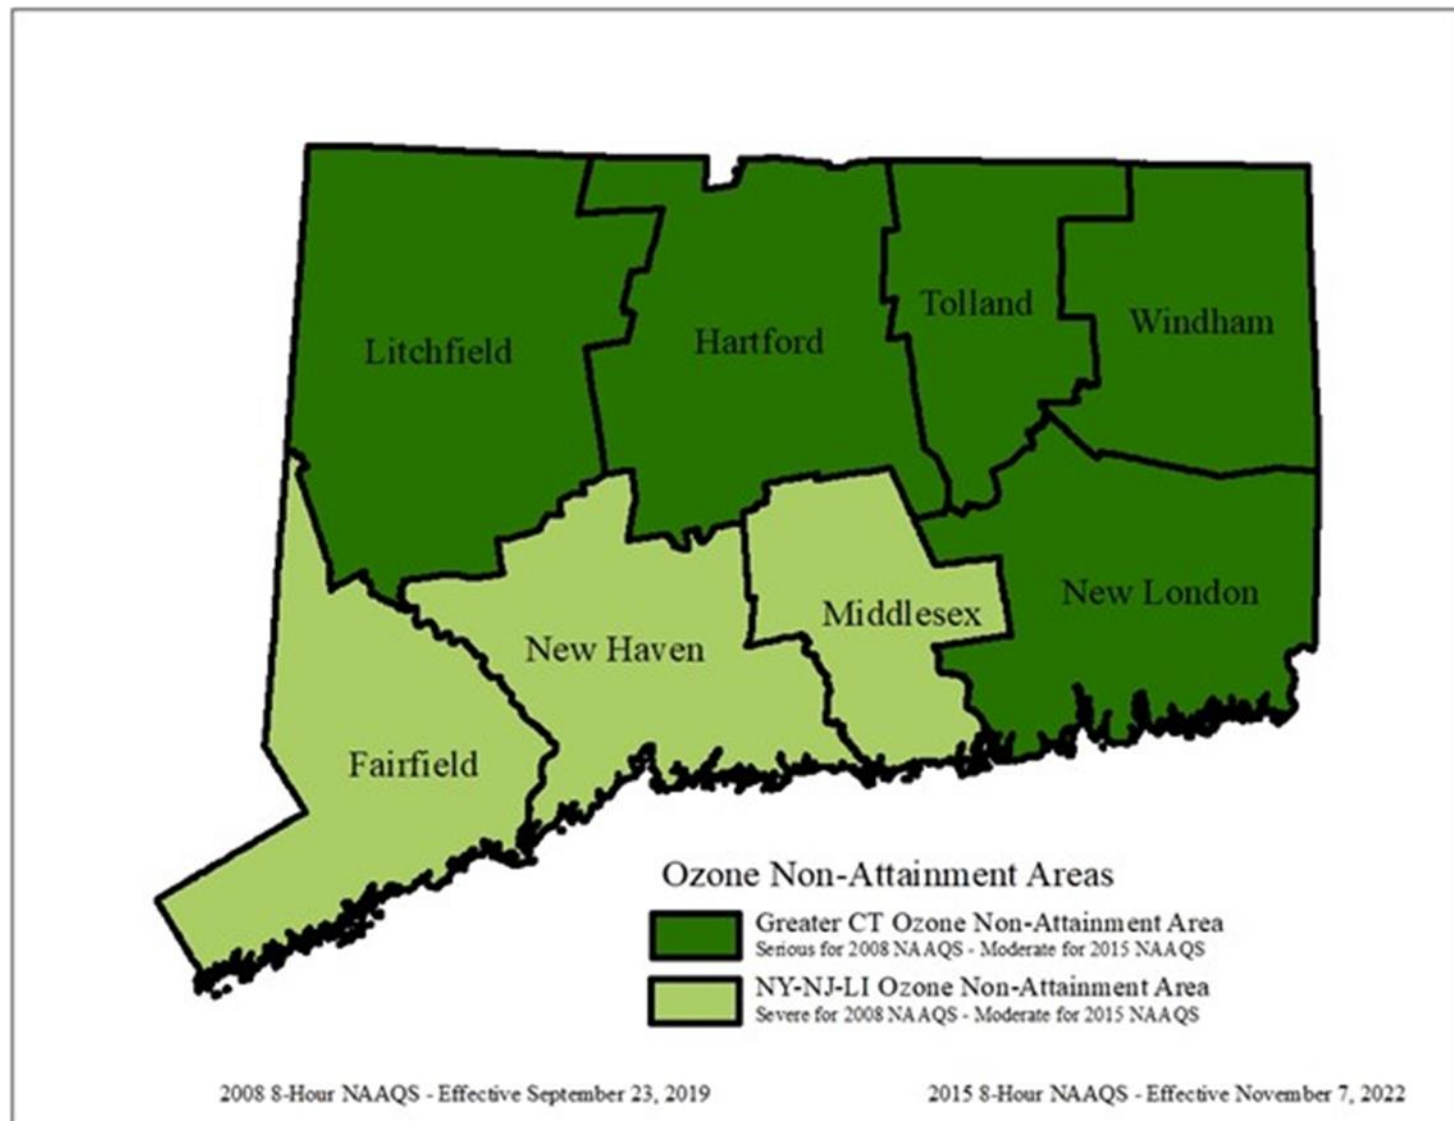 Tolland
Windham
Hartford
Litchfield
New London
Middlesex
New Haven
Fairfield
Ozone Non-Attainment Areas
Greater CT Ozone Non-Attainment Area
Serious for 2008 NAAQS - Moderate for 2015 NAAQS
NY-NJ-LI Ozone Non-Attainment Area
Severe for 2008 NAAQS - Moderate for 2015 NAAQS
2008 8-Hour NAAQS - Effective September 23, 2019
2015 8-Hour NAAQS - Effective November 7, 2022